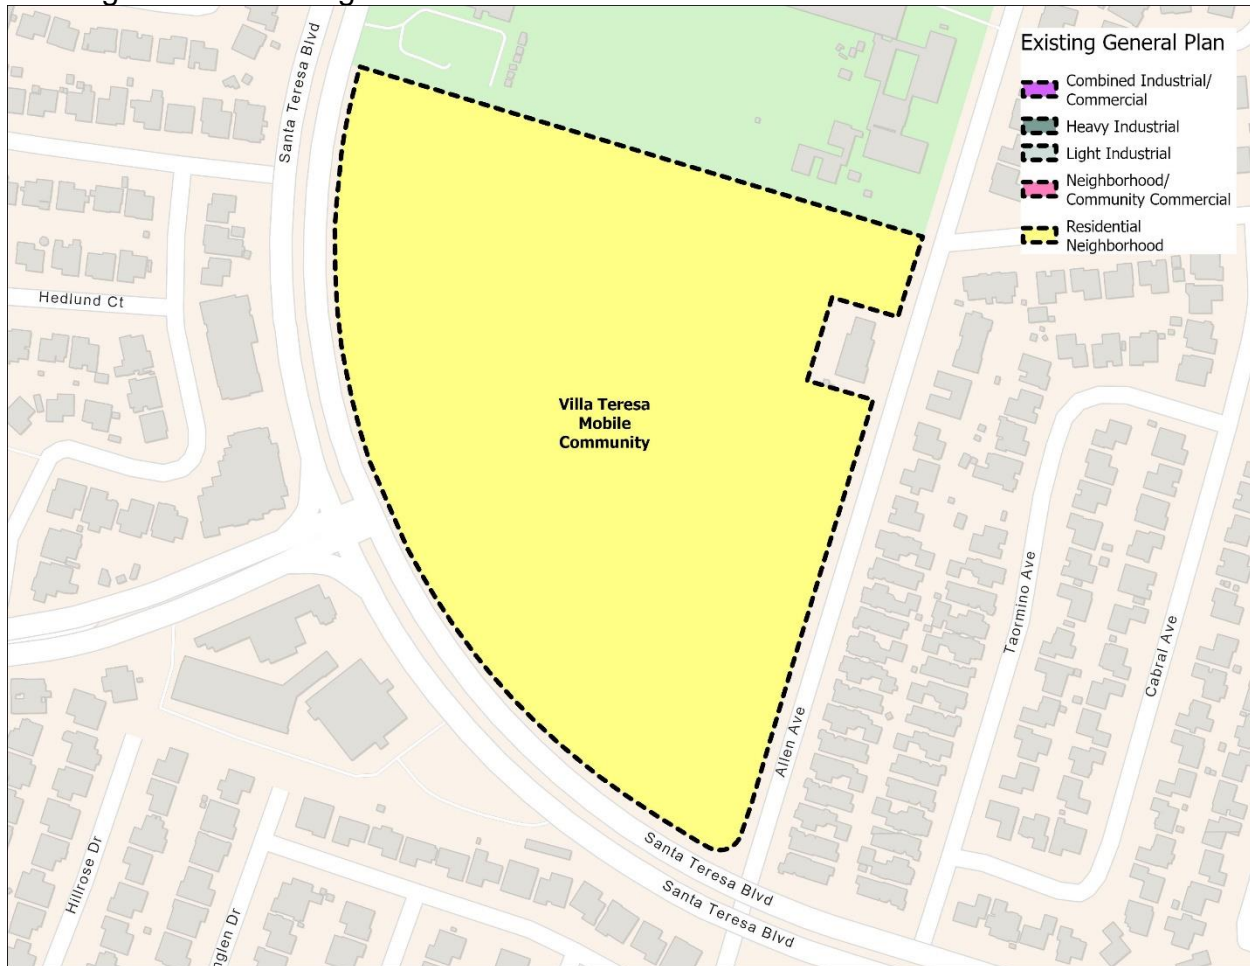 Santa Teresa Blvd
Existing General Plan
Combined Industrial/
Commercial
Heavy Industrial
Light Industrial
Neighborhood/
Community Commercial
Residential
Neighborhood
Hedlund Ct
Villa Teresa
Mobile
Community
Taormino Ave
Cabral Ave
Allen Ave
Santa Teresa Blvd
Santa Teresa Blvd
Hillrose Dr